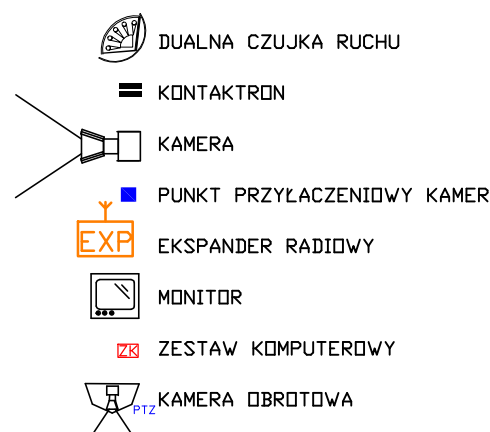 DUALNA CZUJKA RUCHU
KONTAKTRON
KAMERA
PUNKT PRZYŁACZENIOWY KAMER
EXP
EKSPANDER RADIOWY
MONITOR
ZK
ZESTAW KOMPUTEROWY
PTZ
KAMERA OBROTOWA